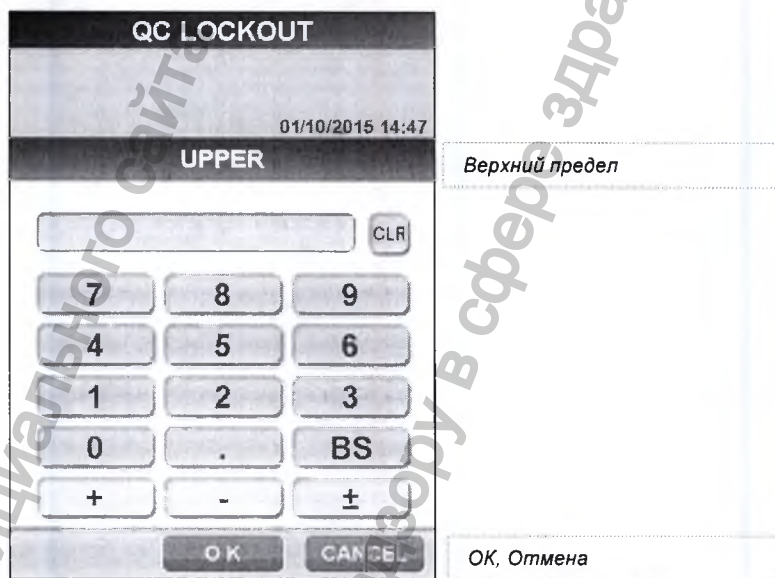 QC LOCKOUT
01/10/2015 14:47
UPPER
Верхний предел
CLR
7 8 9
4 5 6
1 2 3
0 . BS
+ - ±
OK CANCEL
ОК, Отмена